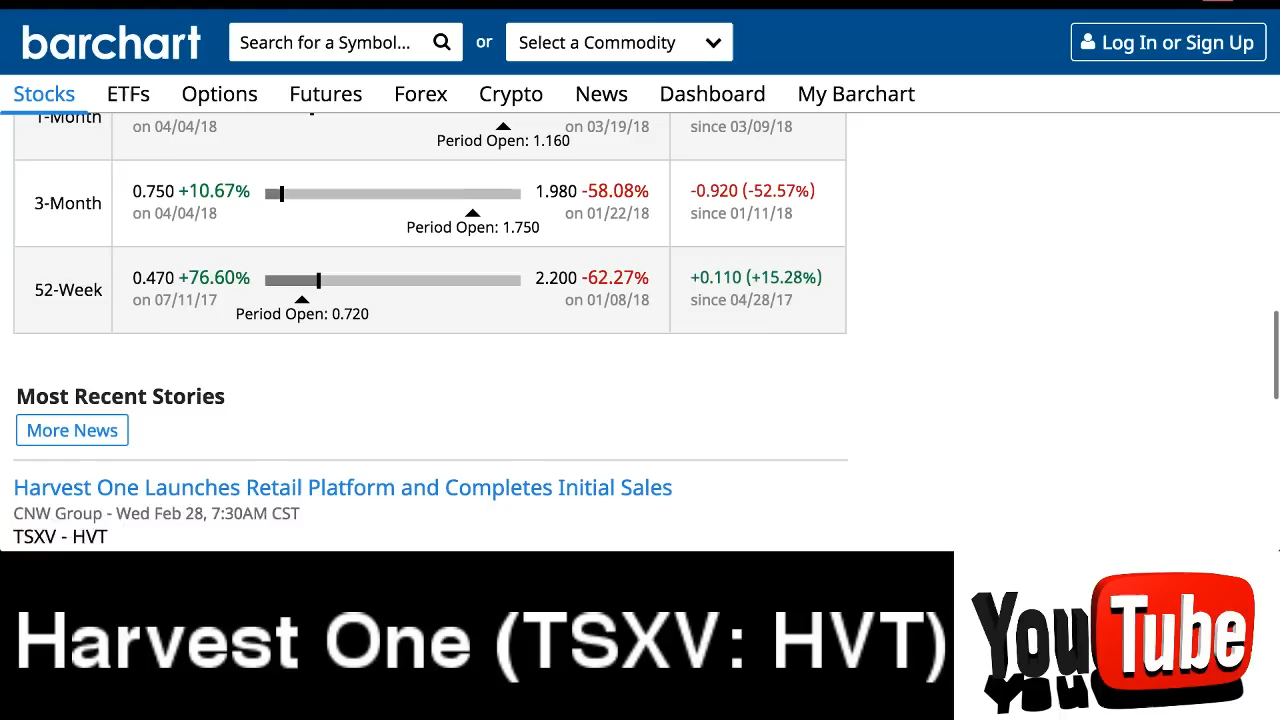 barchart
Search for a Symbol... or Select a Commodity Log In or Sign Up
Stocks ETFs Options Futures Forex Crypto News Dashboard My Barchart
1-Month on 04/04/18 on 03/19/18 since 03/09/18
Period Open: 1.160
0.750 +10.67% 1.980 -58.08% -0.920 (-52.57%)
3-Month
on 04/04/18 on 01/22/18 since 01/11/18
Period Open: 1.750
0.470 +76.60% 2.200 -62.27% +0.110 (+15.28%)
52-Week
on 07/11/17 on 01/08/18 since 04/28/17
Period Open: 0.720
Most Recent Stories
More News
Harvest One Launches Retail Platform and Completes Initial Sales
CNW Group - Wed Feb 28, 7:30AM CST
TSXV - HVT
Harvest One (TSXV: HVT)
YouTube